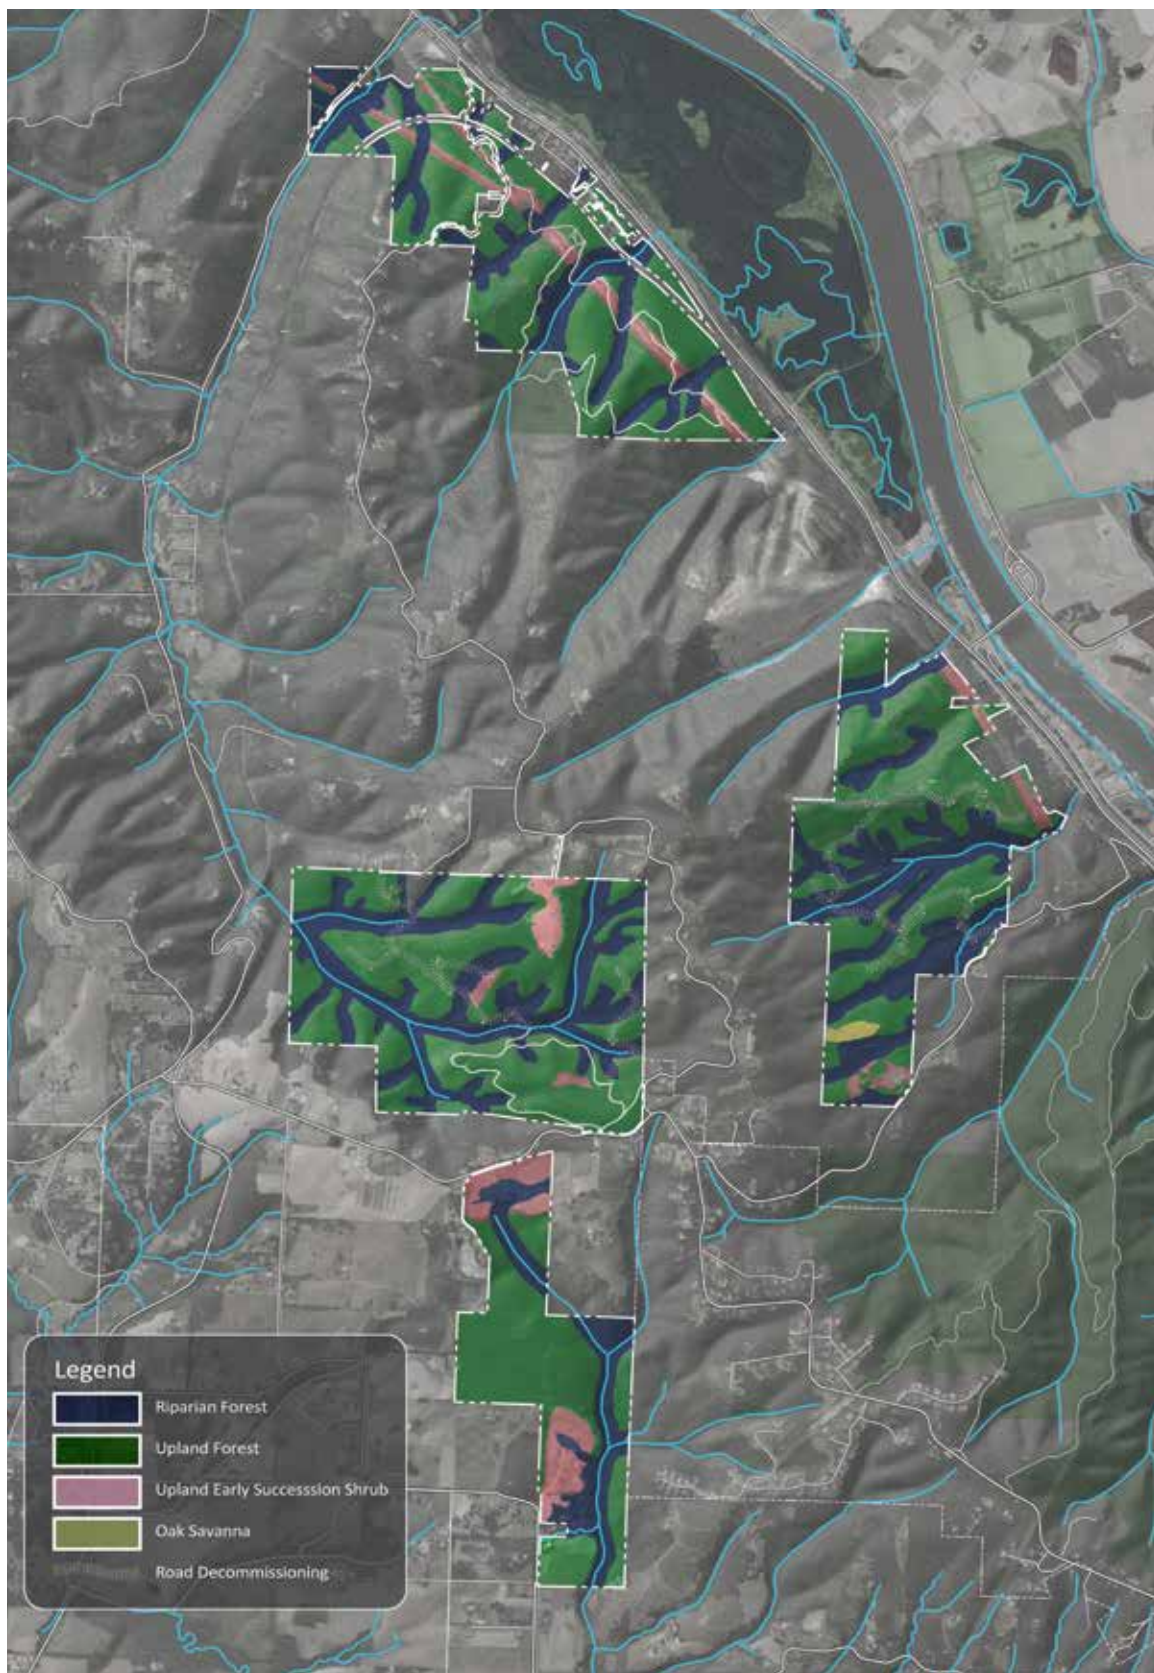 Legend
Riparian Forest
Upland Forest
Upland Early Successsion Shrub
Oak Savanna
Road Decommissioning